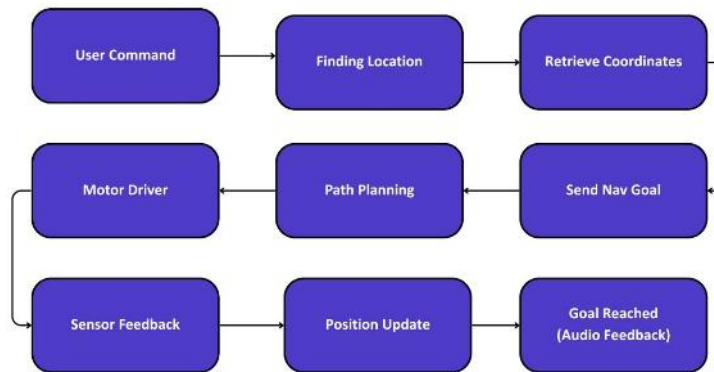 User Command
Finding Location
Retrieve Coordinates
Send Nav Goal
Path Planning
Motor Driver
Sensor Feedback
Position Update
Goal Reached
(Audio Feedback)